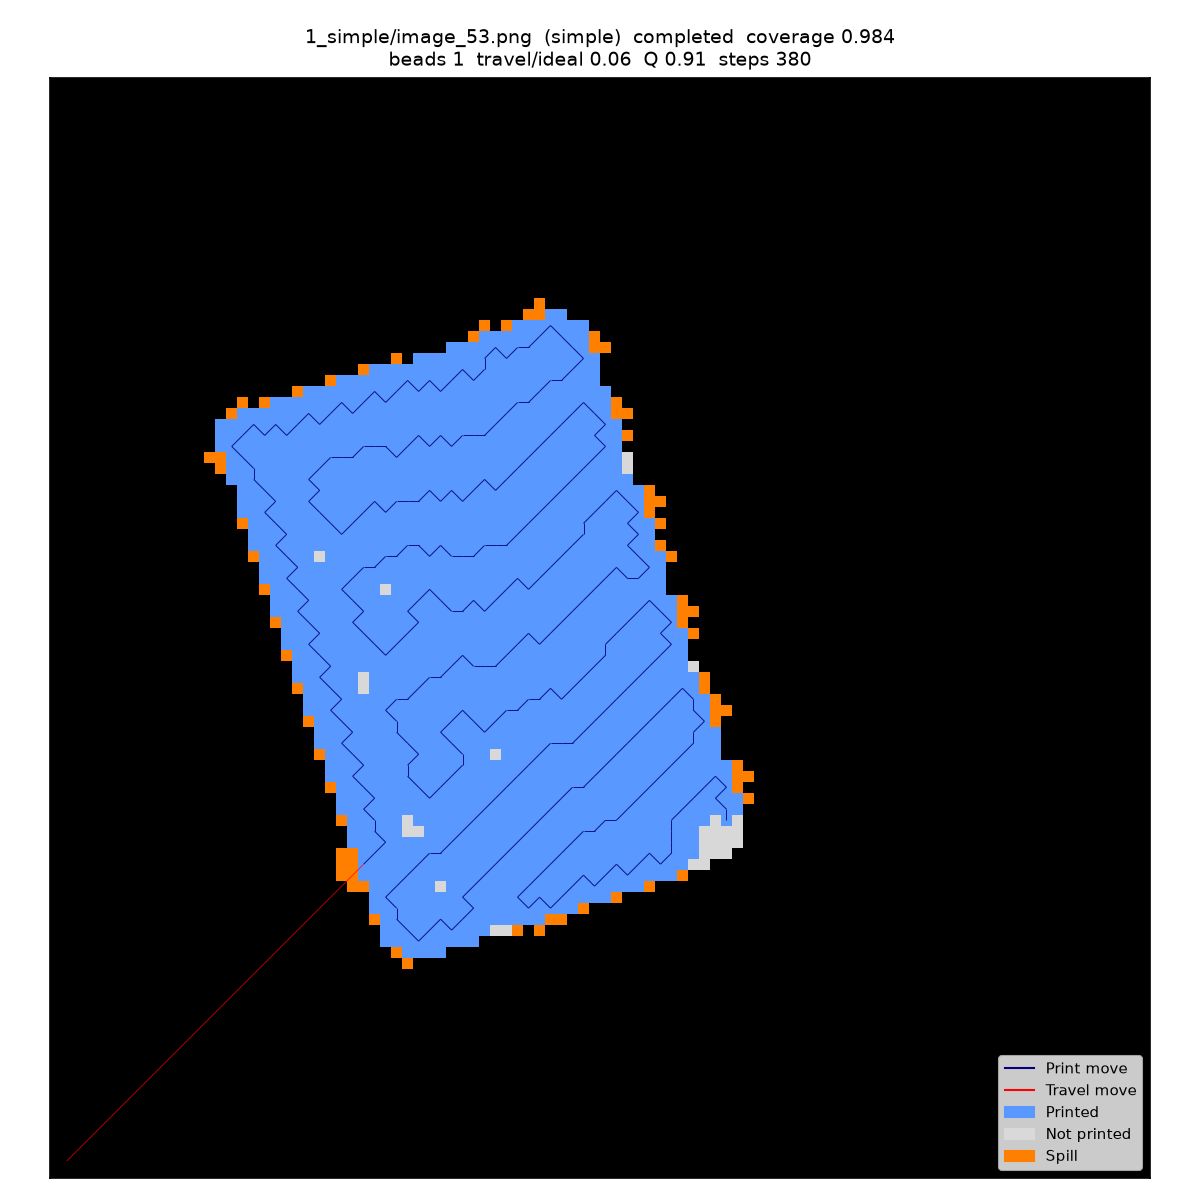 1_simple/image_53.png  (simple)  completed  coverage 0.984
beads 1  travel/ideal 0.06  Q 0.91  steps 380
Print move
Travel move
Printed
Not printed
Spill